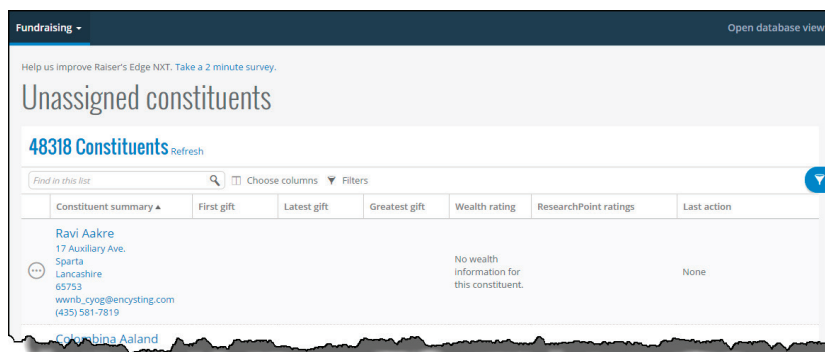 Fundraising
Open database view
Help us improve Raiser's Edge NXT. Take a 2 minute survey.
Unassigned constituents
48318 Constituents Refresh
Find in this list Choose columns Filters
Constituent summary First gift Latest gift Greatest gift Wealth rating ResearchPoint ratings Last action
Ravi Aakre
17 Auxiliary Ave.
Sparta
Lancashire
65753
wwnb_cyog@encysting.com
(435) 581-7819
No wealth
information for
this constituent.
None
Colombina Aaland